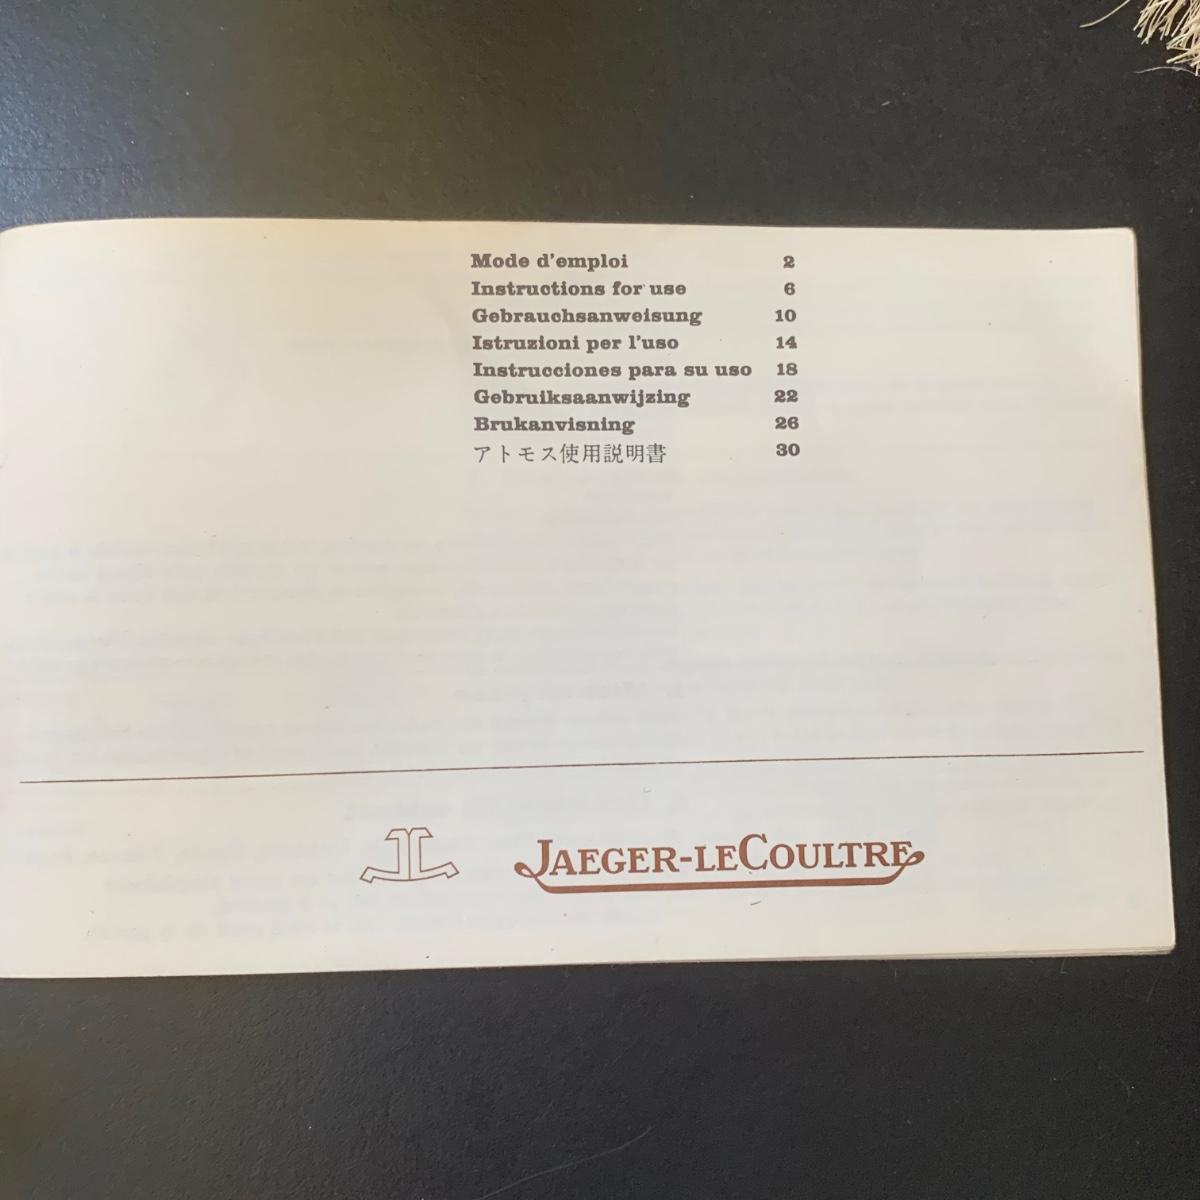 Mode d'emploi 2
Instructions for use 6
Gebrauchsanweisung 10
Istruzioni per l'uso 14
Instrucciones para su uso 18
Gebruiksaanwijzing 22
Brukanvisning 26
アトモス使用説明書 30
JAEGER-LECOULTRE